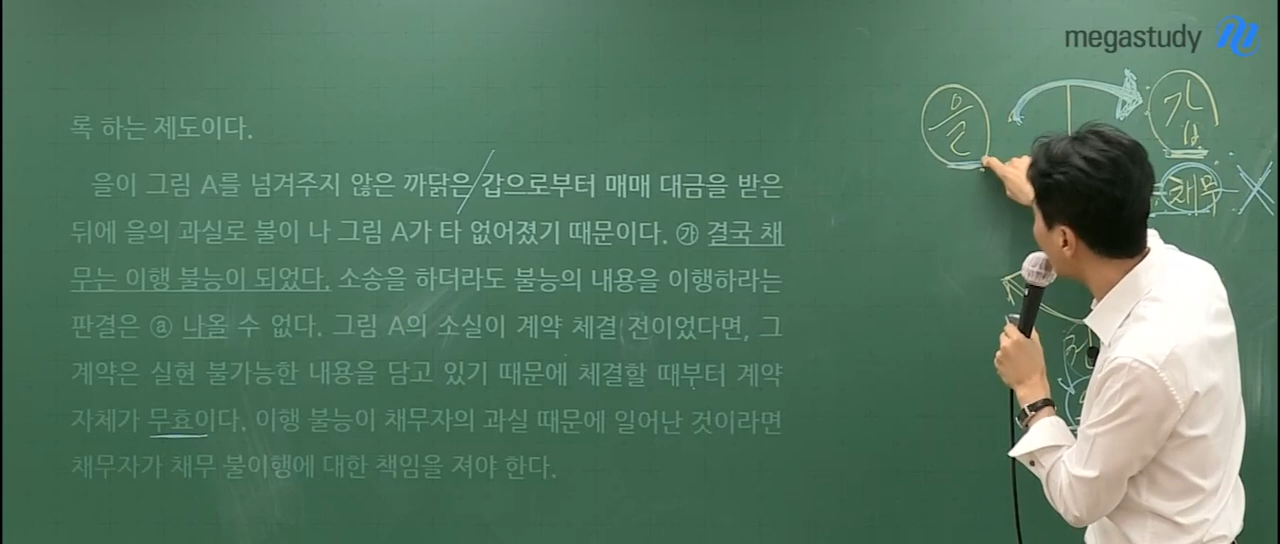 megastudy
록 하는 제도이다.
을이 그림 A를 넘겨주지 않은 까닭은 갑으로부터 매매 대금을 받은
뒤에 을의 과실로 불이 나 그림 A가 타 없어졌기 때문이다. ㉮ 결국 채
무는 이행 불능이 되었다. 소송을 하더라도 불능의 내용을 이행하라는
판결은 ⓐ 나올 수 없다. 그림 A의 소실이 계약 체결 전이었다면, 그
계약은 실현 불가능한 내용을 담고 있기 때문에 체결할 때부터 계약
자체가 무효이다. 이행 불능이 채무자의 과실 때문에 일어난 것이라면
채무자가 채무 불이행에 대한 책임을 져야 한다.
을 갑
채무 X